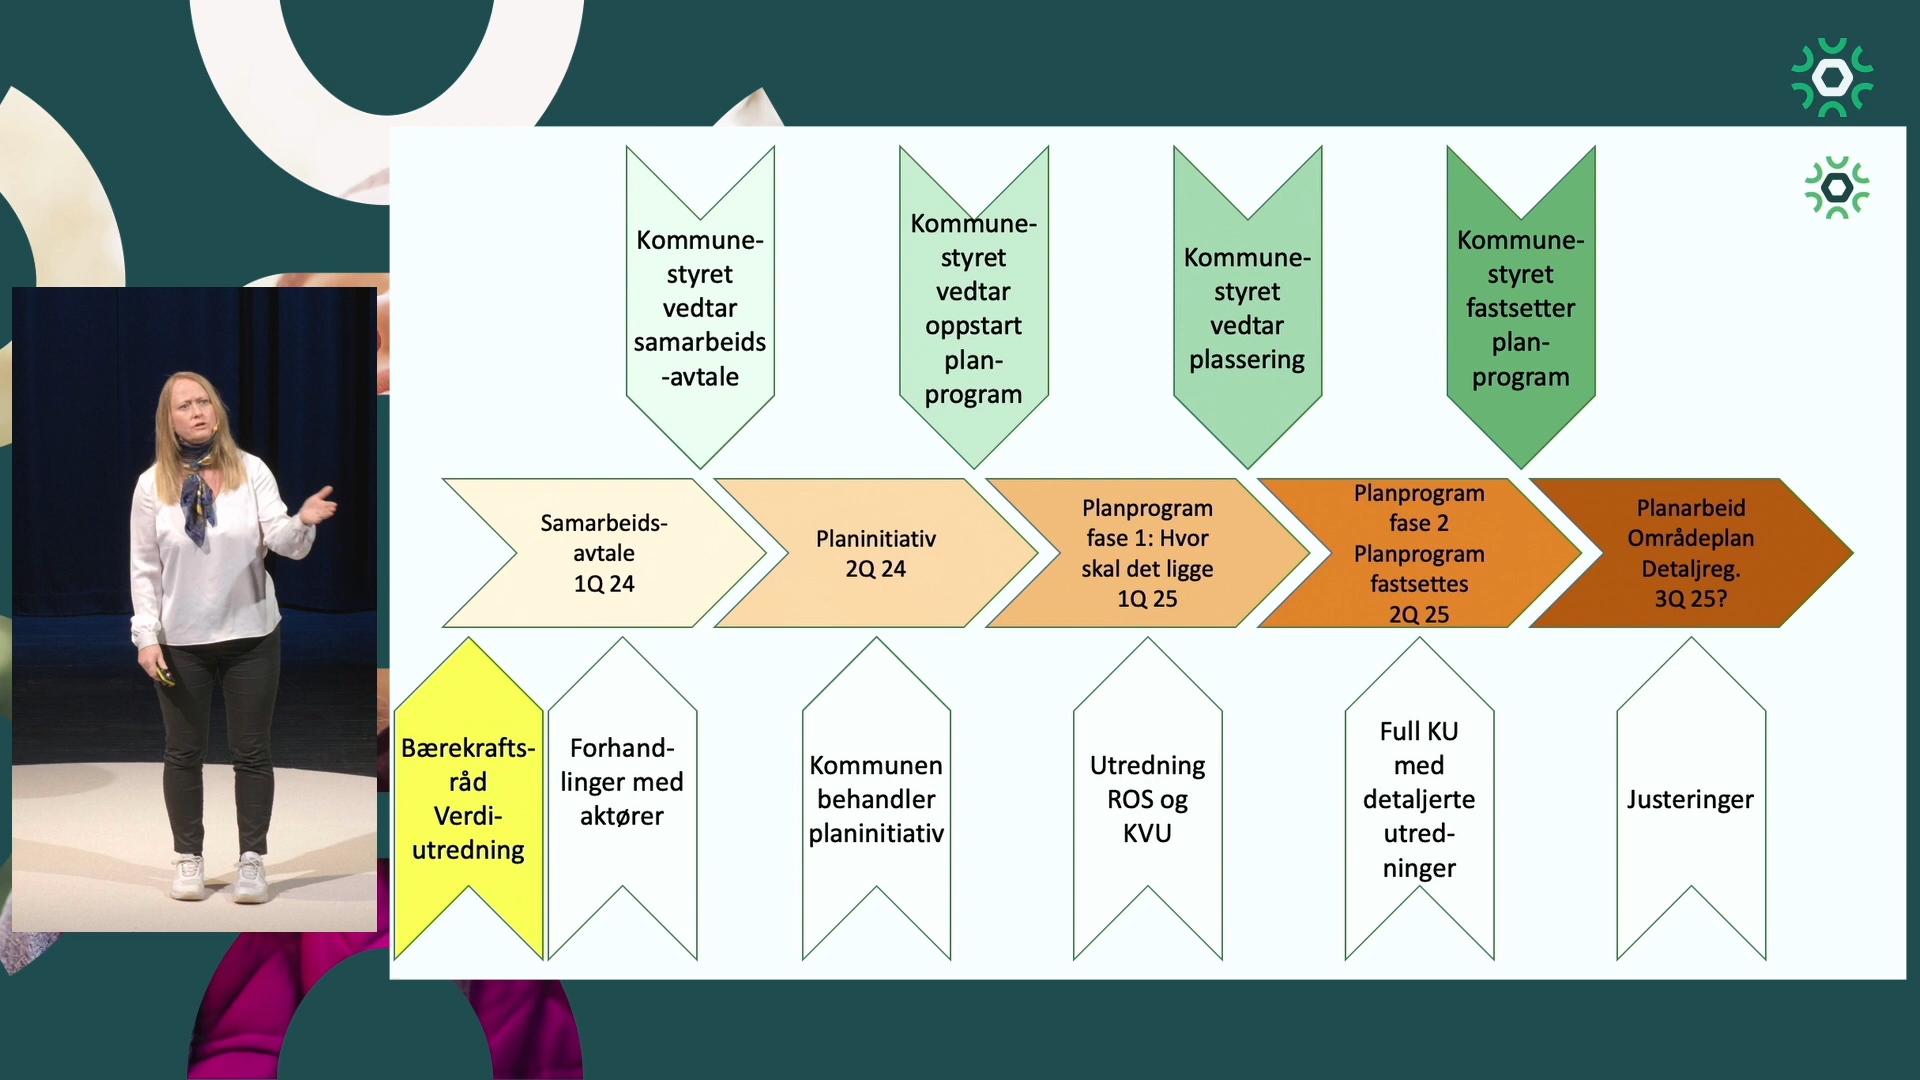 Kommune-
styret
vedtar
samarbeids
-avtale
Kommune-
styret
vedtar
oppstart
plan-
program
Kommune-
styret
vedtar
plassering
Kommune-
styret
fastsetter
plan-
program
Samarbeids-
avtale
1Q 24
Planinitiativ
2Q 24
Planprogram
fase 1: Hvor
skal det ligge
1Q 25
Planprogram
fase 2
Planprogram
fastsettes
2Q 25
Planarbeid
Områdeplan
Detaljreg.
3Q 25?
Bærekrafts-
råd
Verdi-
utredning
Forhand-
linger med
aktører
Kommunen
behandler
planinitiativ
Utredning
ROS og
KVU
Full KU
med
detaljerte
utred-
ninger
Justeringer